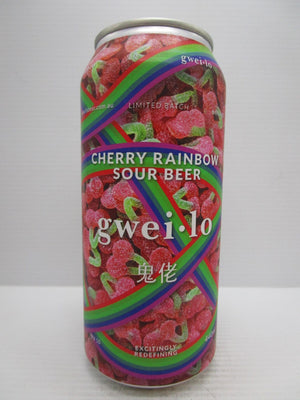 gwei·lo
LIMITED BATCH
CHERRY RAINBOW
SOUR BEER
gwei·lo
鬼佬
EXCITINGLY
REDEFINING